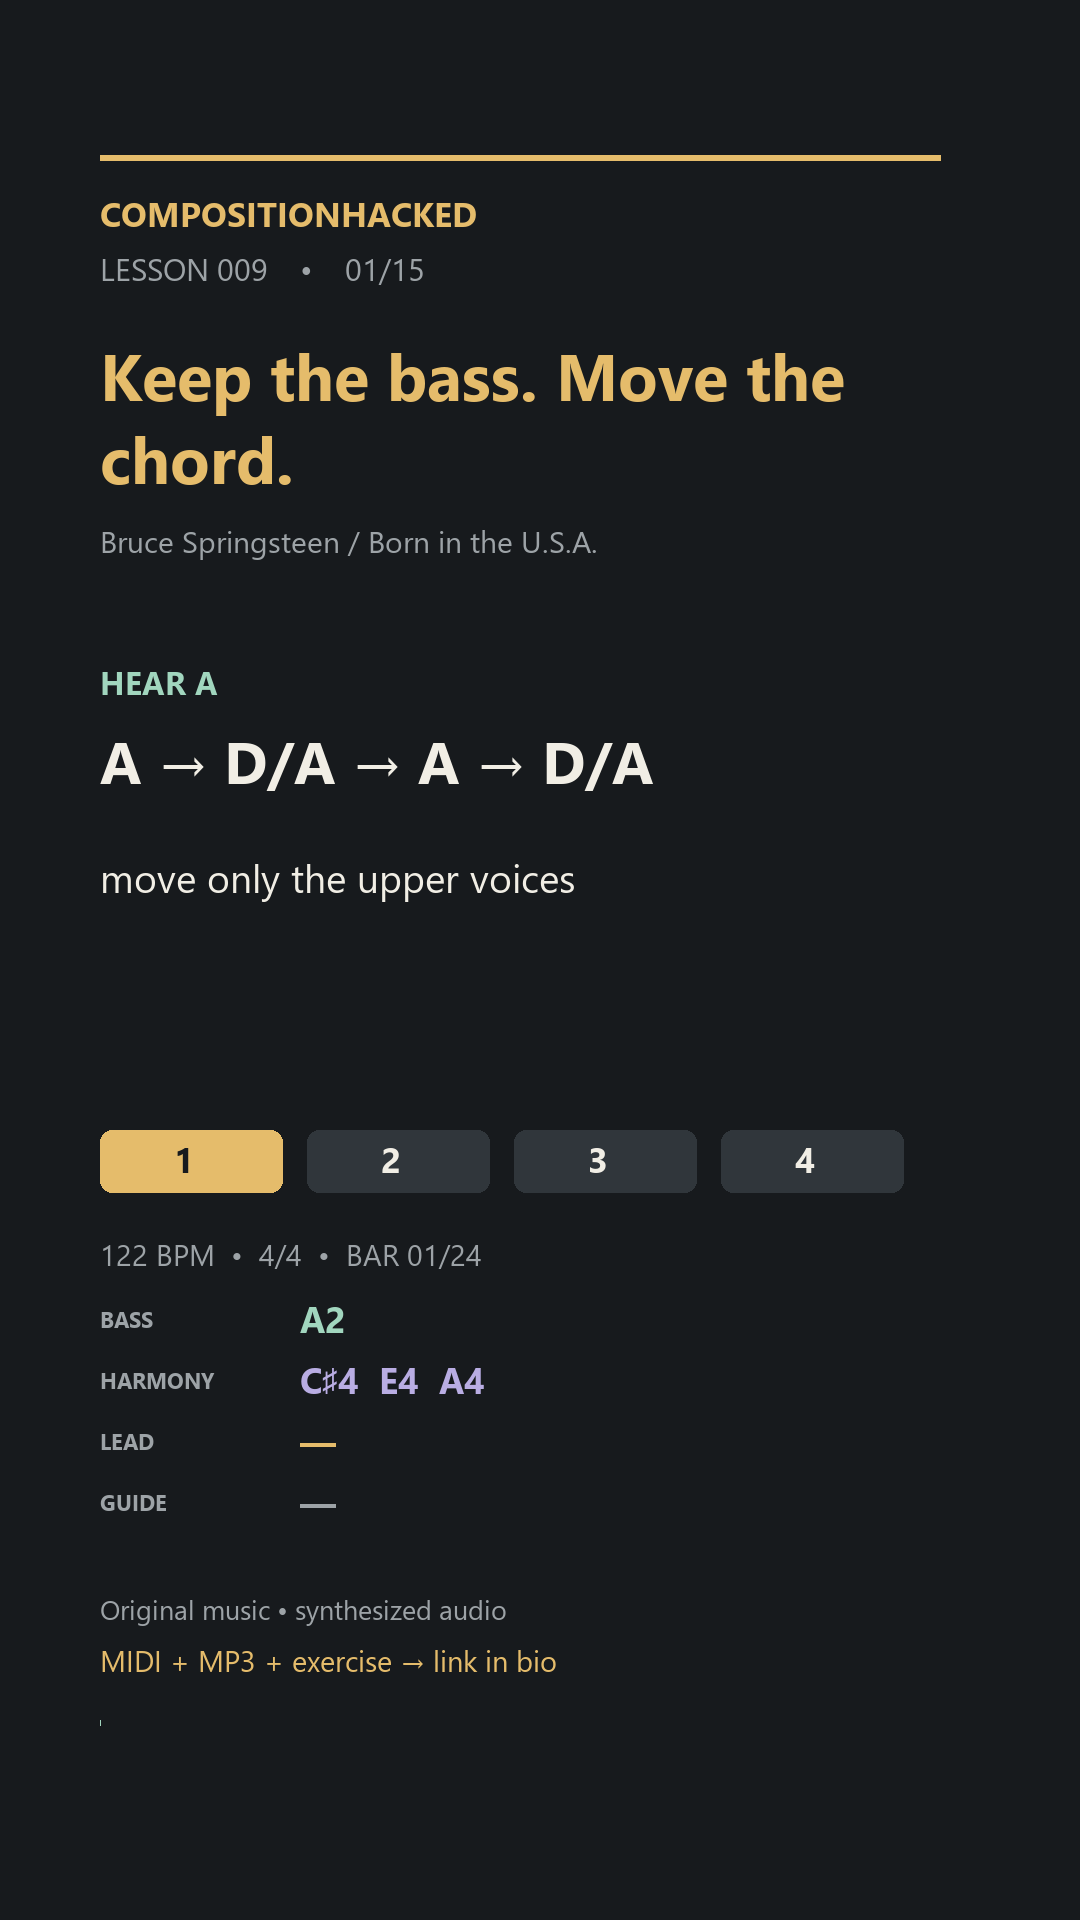 COMPOSITIONHACKED
LESSON 009 • 01/15
Keep the bass. Move the
chord.
Bruce Springsteen / Born in the U.S.A.
HEAR A
A → D/A → A → D/A
move only the upper voices
1 2 3 4
122 BPM • 4/4 • BAR 01/24
BASS A2
HARMONY C♯4 E4 A4
LEAD —
GUIDE —
Original music • synthesized audio
MIDI + MP3 + exercise → link in bio